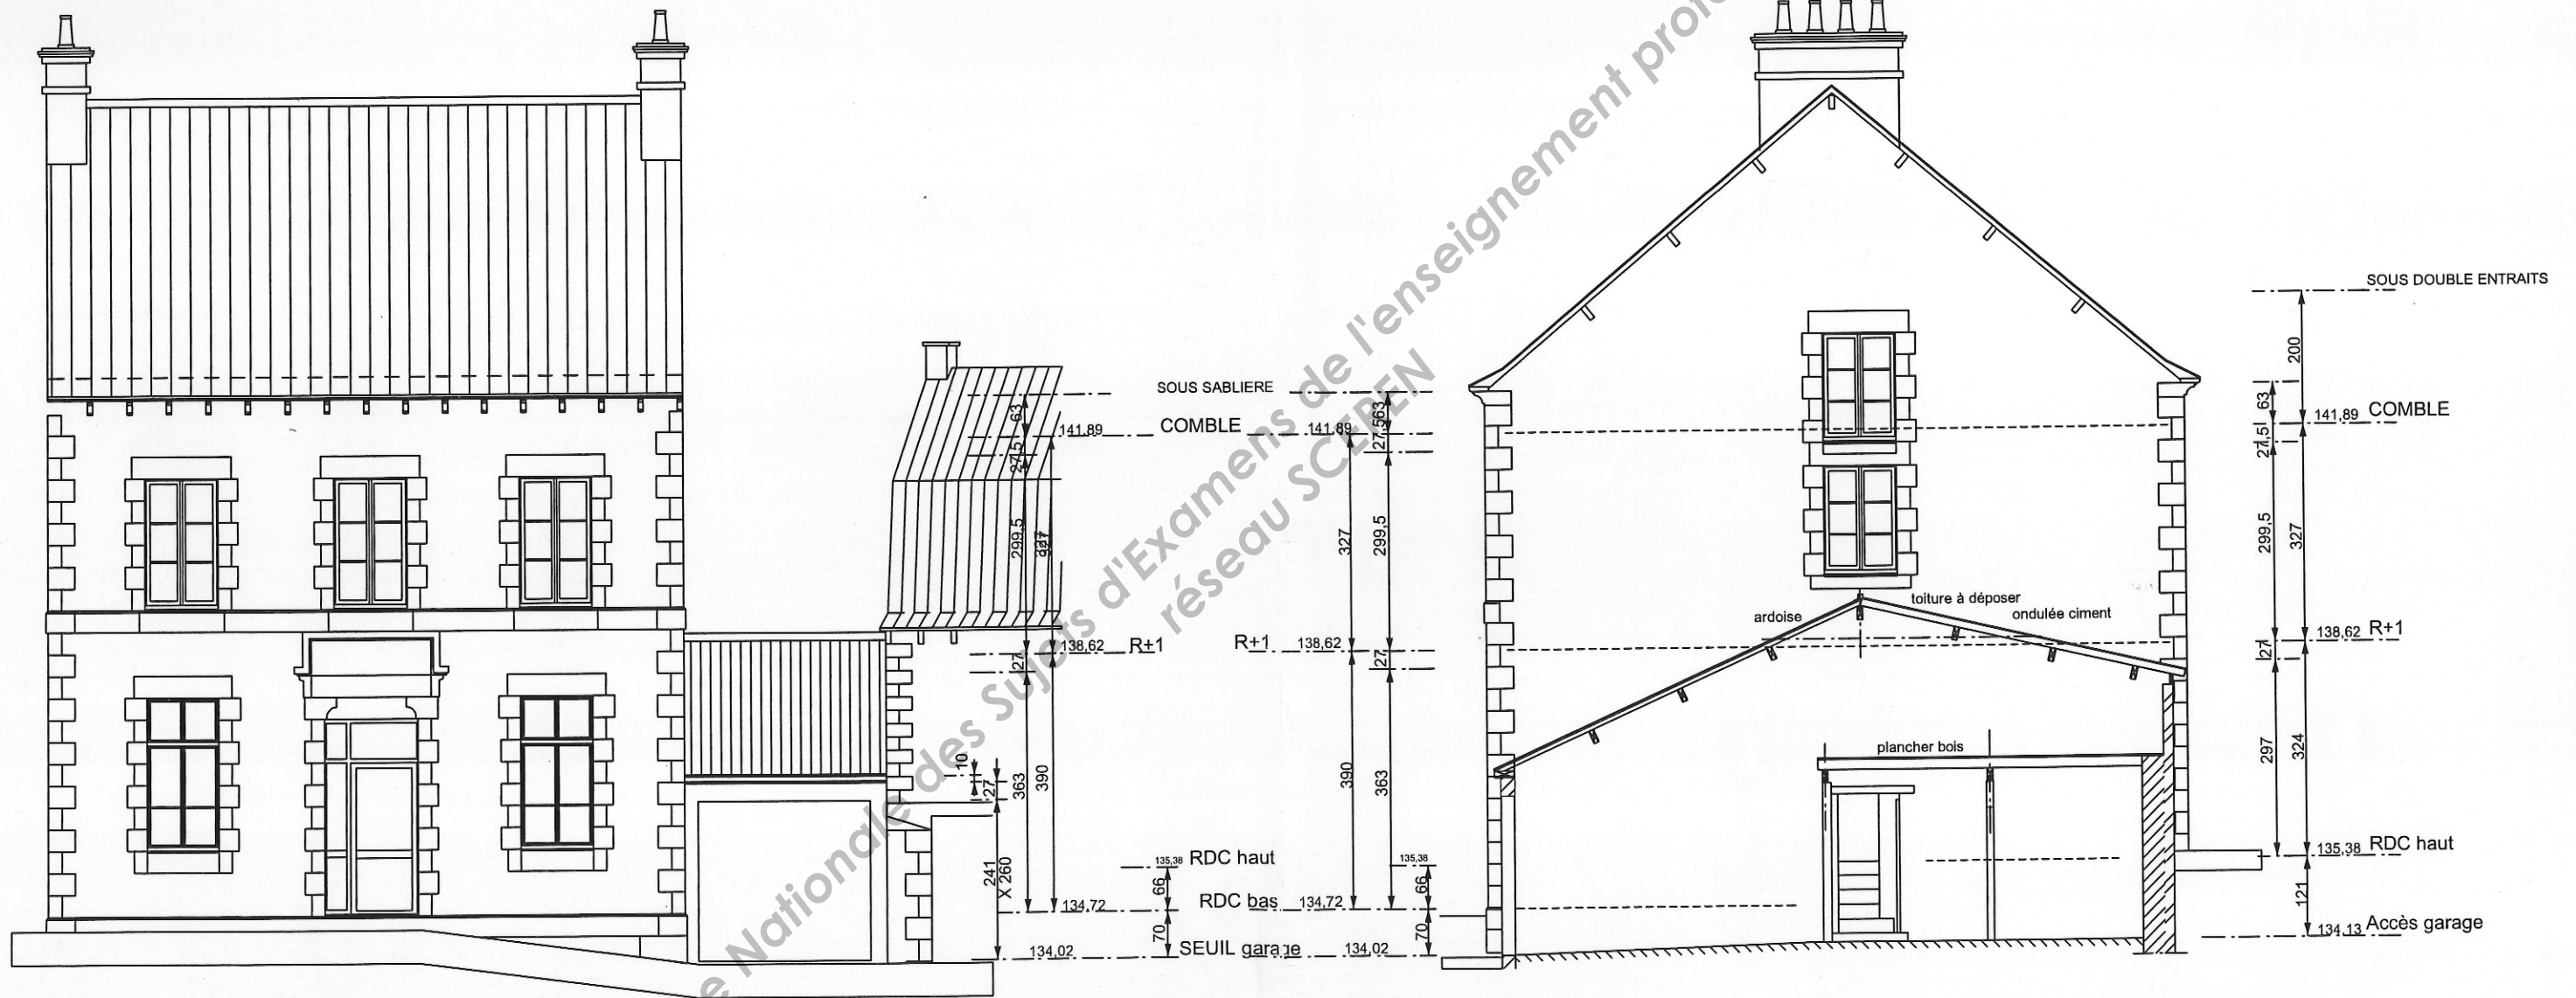 e Nationale des Sujets d'Examens de l'enseignement profe
réseau SCEREN
SOUS SABLIERE
COMBLE
141,89
141,89
63
27,5
299,5
327
138,62
R+1
R+1
138,62
27
363
390
10
27
241
X 260
135,38
RDC haut
66
RDC bas
134,72
134,72
70
134,02
SEUIL garage
134,02
63
27,5
327
299,5
27
390
363
135,38
66
70
ardoise
toiture à déposer
ondulée ciment
plancher bois
SOUS DOUBLE ENTRAITS
200
63
141,89 COMBLE
27,5
299,5
327
138,62 R+1
27
297
324
135,38 RDC haut
121
134,13 Accès garage